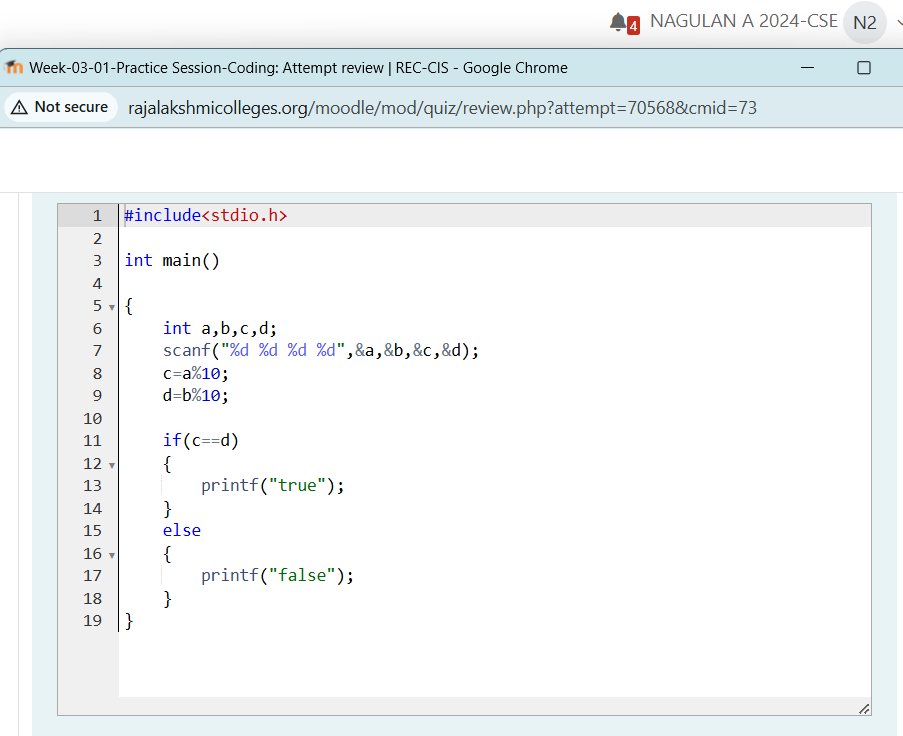 4 NAGULAN A 2024-CSE N2
Week-03-01-Practice Session-Coding: Attempt review | REC-CIS - Google Chrome
Not secure rajalakshmicolleges.org/moodle/mod/quiz/review.php?attempt=70568&cmid=73
1 #include<stdio.h>
2
3 int main()
4
5 {
6     int a,b,c,d;
7     scanf("%d %d %d %d",&a,&b,&c,&d);
8     c=a%10;
9     d=b%10;
10
11     if(c==d)
12     {
13         printf("true");
14     }
15     else
16     {
17         printf("false");
18     }
19 }